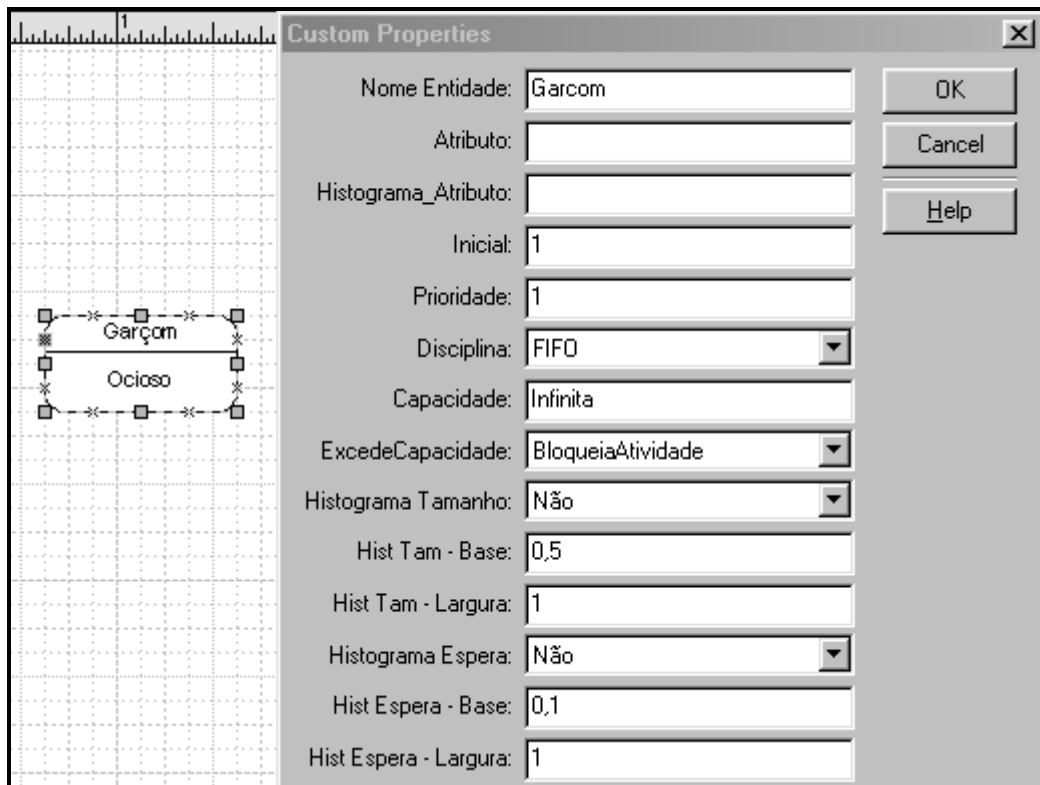 1
Custom Properties
Nome Entidade: Garcom
OK
Atributo:
Cancel
Histograma_Atributo:
Help
Inicial: 1
Prioridade: 1
Garçom
Disciplina: FIFO
Ocioso
Capacidade: Infinita
ExcedeCapacidade: BloqueiaAtividade
Histograma Tamanho: Não
Hist Tam - Base: 0,5
Hist Tam - Largura: 1
Histograma Espera: Não
Hist Espera - Base: 0,1
Hist Espera - Largura: 1